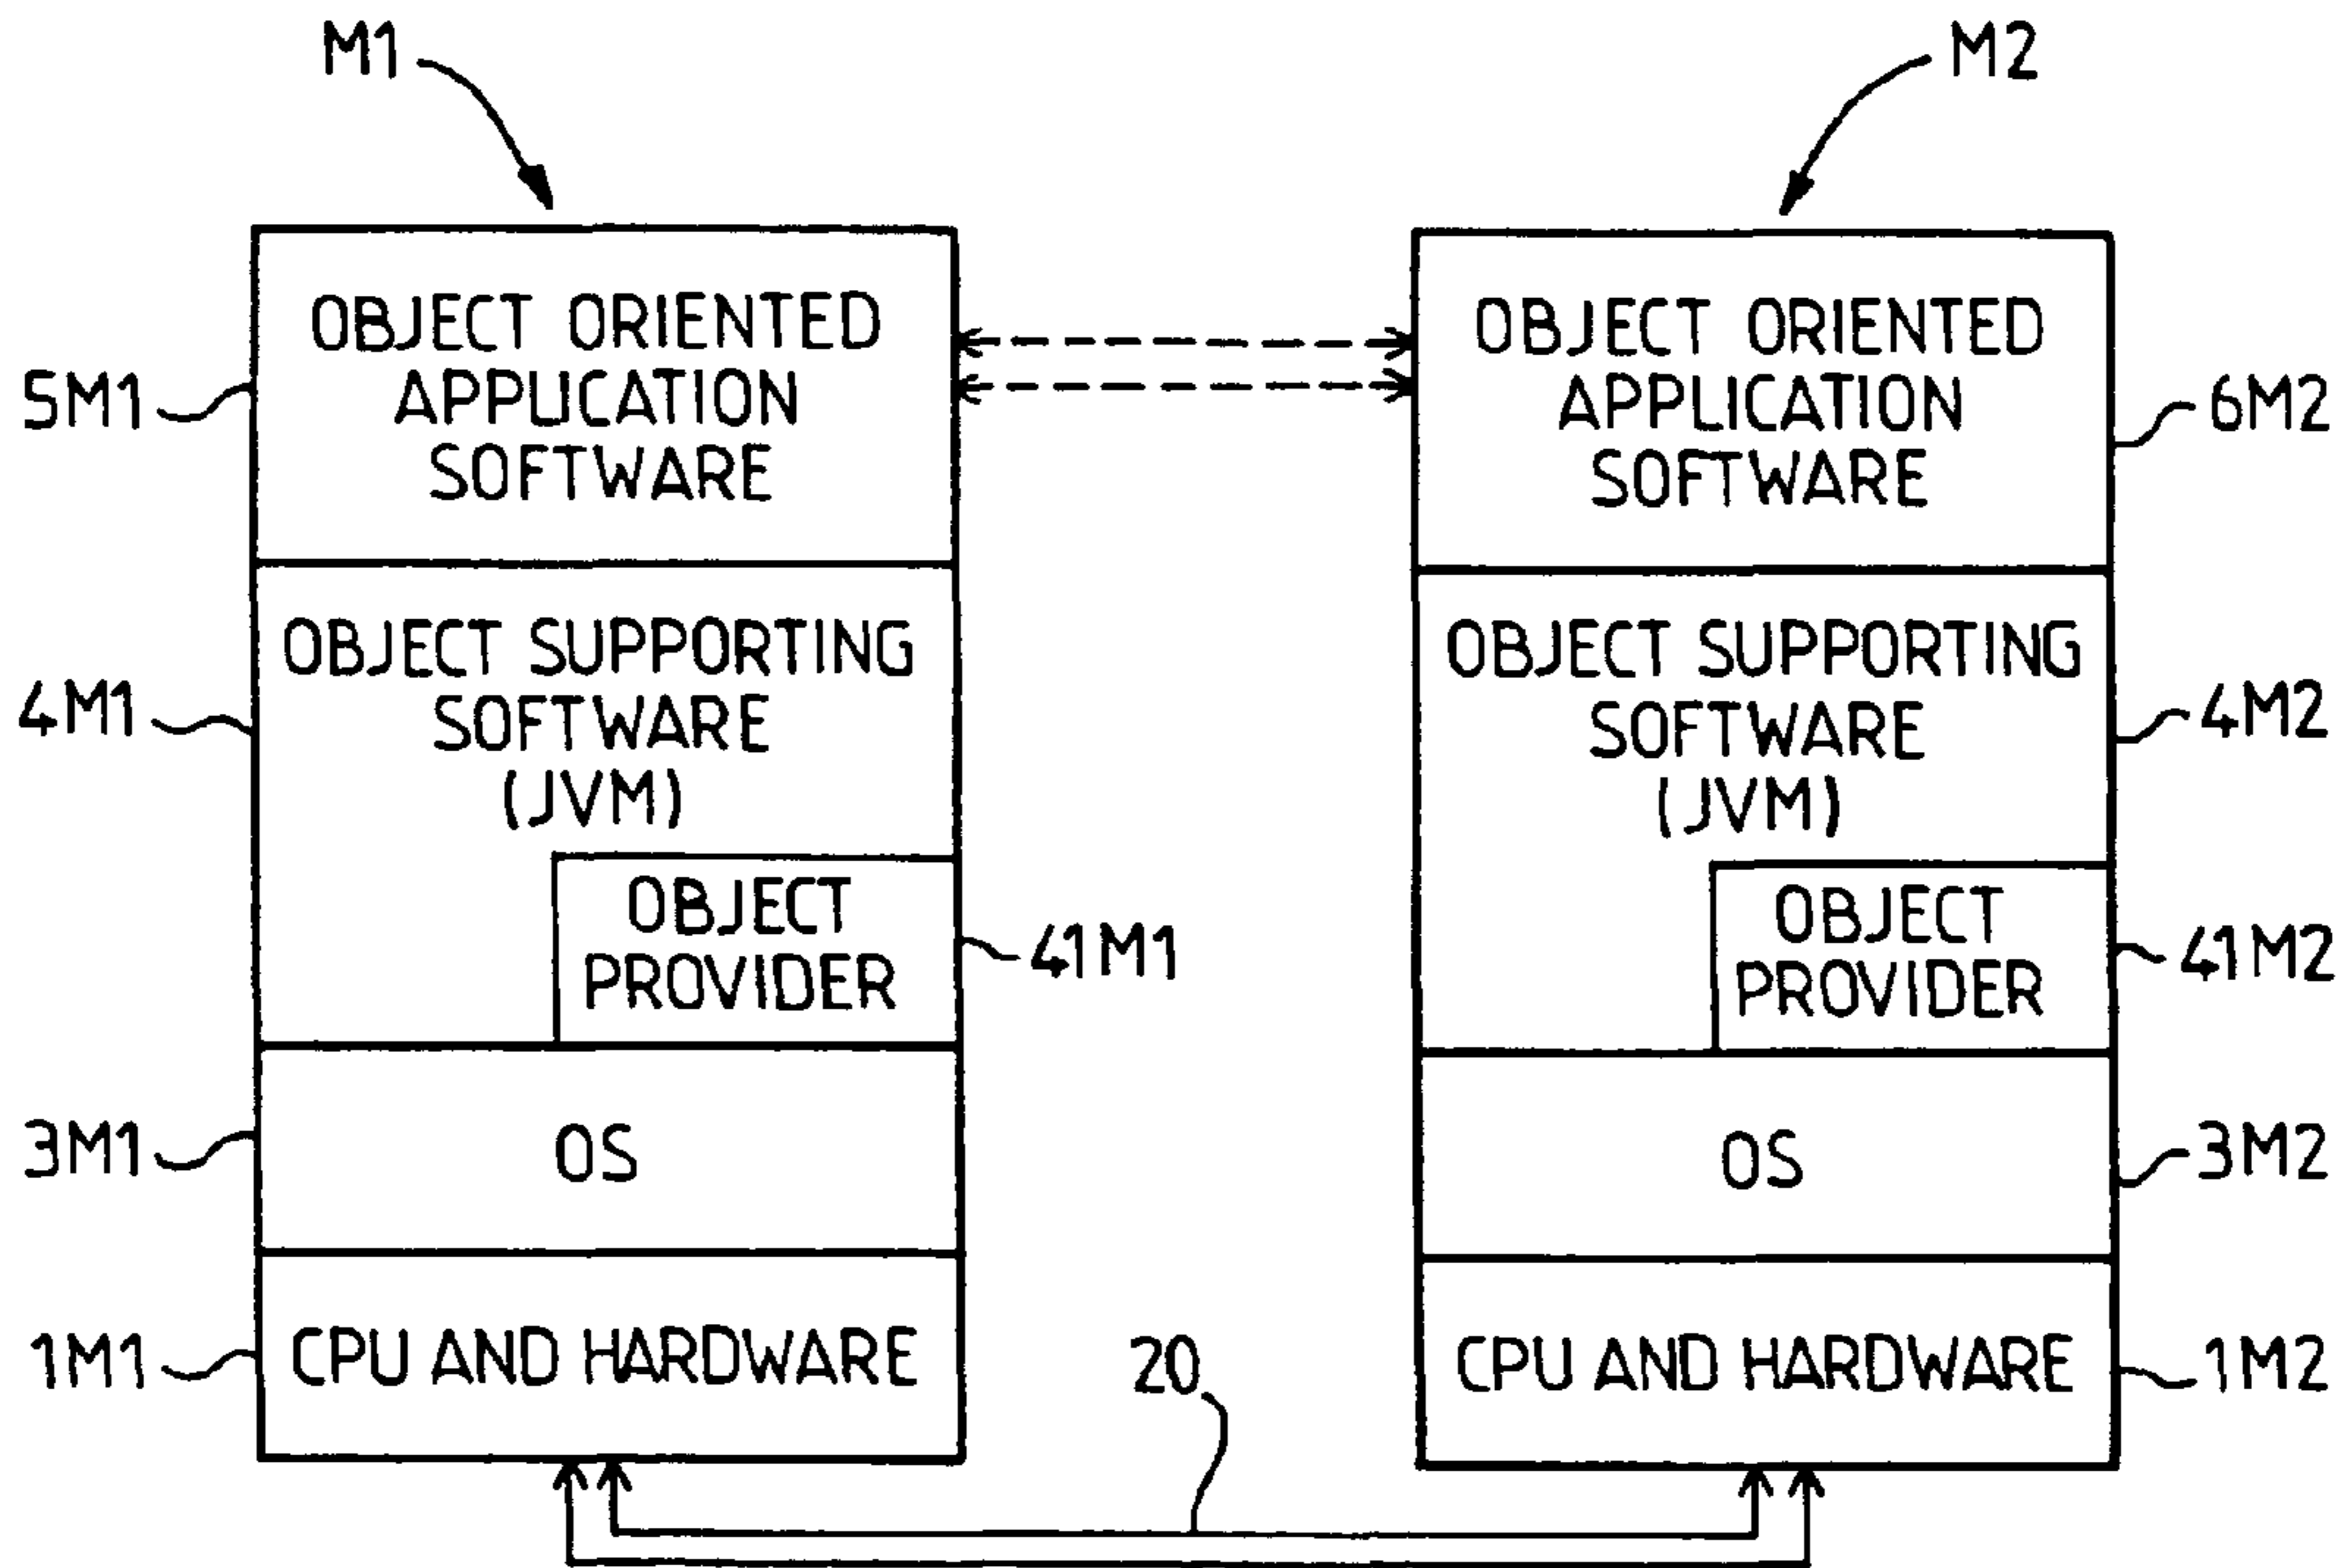 M1
M2
OBJECT ORIENTED
APPLICATION
SOFTWARE
5M1
OBJECT SUPPORTING
SOFTWARE
(JVM)
4M1
OBJECT
PROVIDER
41M1
OS
3M1
CPU AND HARDWARE
1M1
OBJECT ORIENTED
APPLICATION
SOFTWARE
6M2
OBJECT SUPPORTING
SOFTWARE
(JVM)
4M2
OBJECT
PROVIDER
41M2
OS
3M2
CPU AND HARDWARE
1M2
20